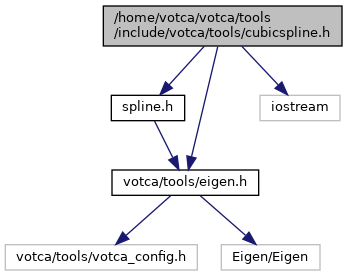 /home/votca/votca/tools
/include/votca/tools/cubicspline.h
spline.h
iostream
votca/tools/eigen.h
votca/tools/votca_config.h
Eigen/Eigen